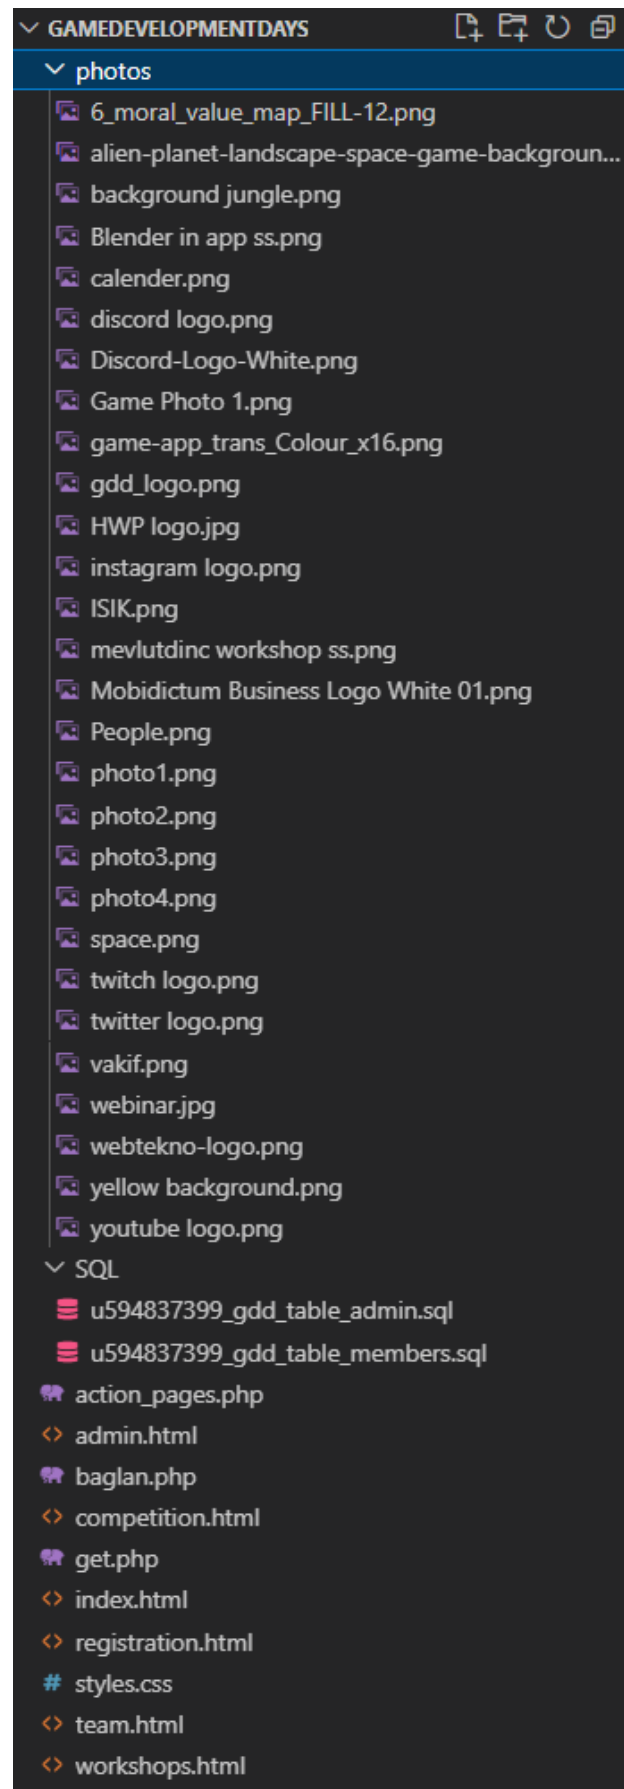 GAMEDEVELOPMENTDAYS
photos
6_moral_value_map_FILL-12.png
alien-planet-landscape-space-game-backgroun...
background jungle.png
Blender in app ss.png
calender.png
discord logo.png
Discord-Logo-White.png
Game Photo 1.png
game-app_trans_Colour_x16.png
gdd_logo.png
HWP logo.jpg
instagram logo.png
ISIK.png
mevlutdinc workshop ss.png
Mobidictum Business Logo White 01.png
People.png
photo1.png
photo2.png
photo3.png
photo4.png
space.png
twitch logo.png
twitter logo.png
vakif.png
webinar.jpg
webtekno-logo.png
yellow background.png
youtube logo.png
SQL
u594837399_gdd_table_admin.sql
u594837399_gdd_table_members.sql
action_pages.php
admin.html
baglan.php
competition.html
get.php
index.html
registration.html
# styles.css
team.html
workshops.html